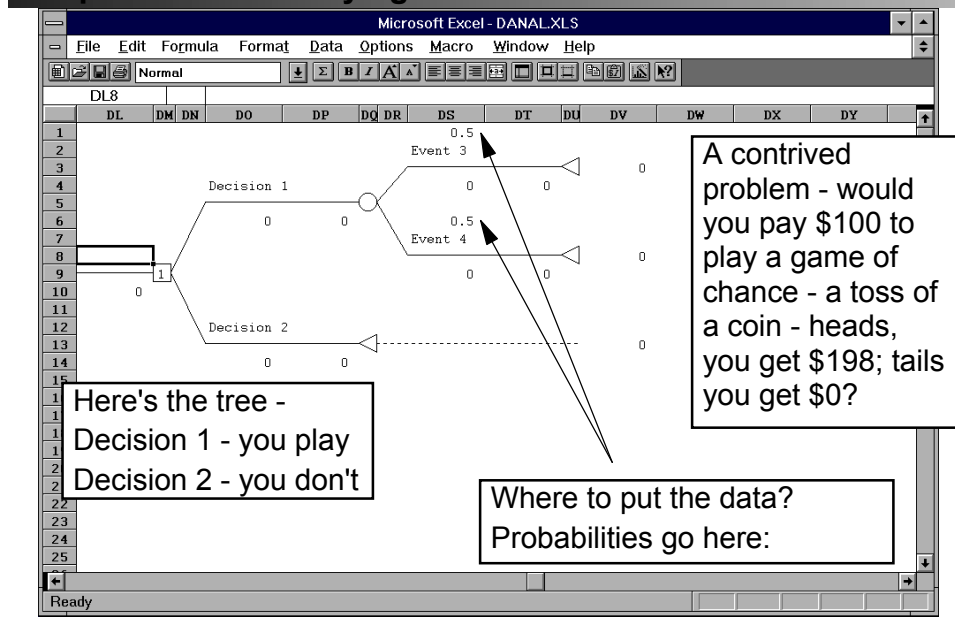 Microsoft Excel - DANAL.XLS
File Edit Formula Format Data Options Macro Window Help
Normal
DL8
DL DM DN DO DP DQ DR DS DT DU DV DW DX DY
1 0.5
2 Event 3
3 0
4 Decision 1 0 0
5
6 0 0 0.5
7 Event 4
8 0
9 1 0 0
10 0
11
12 Decision 2
13 0
14 0 0
15
22
23
24
25
A contrived
problem - would
you pay $100 to
play a game of
chance - a toss of
a coin - heads,
you get $198; tails
you get $0?
Here's the tree -
Decision 1 - you play
Decision 2 - you don't
Where to put the data?
Probabilities go here:
Ready